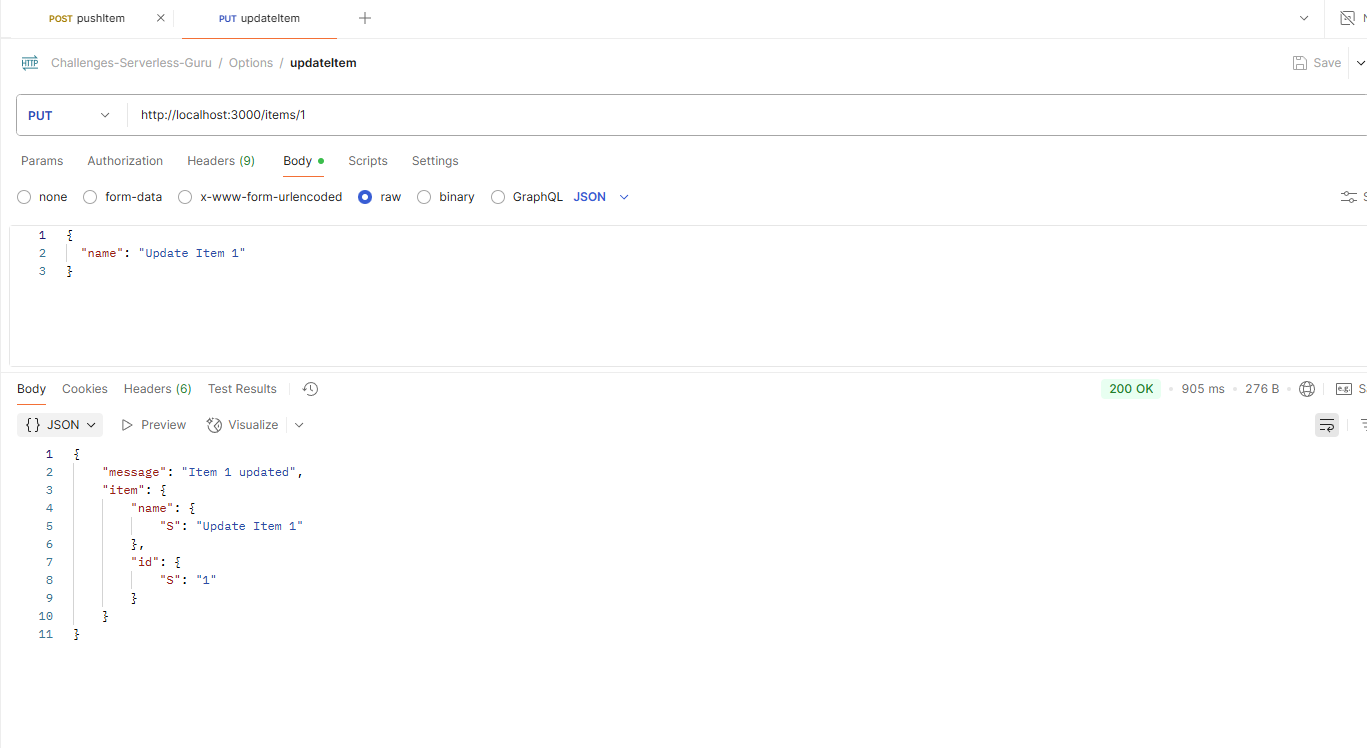 POST pushItem PUT updateItem
HTTP Challenges-Serverless-Guru / Options / updateItem Save
PUT http://localhost:3000/items/1
Params Authorization Headers (9) Body Scripts Settings
none form-data x-www-form-urlencoded raw binary GraphQL JSON
1 {
2 "name": "Update Item 1"
3 }
Body Cookies Headers (6) Test Results 200 OK 905 ms 276 B e.g.
{} JSON Preview Visualize
1 {
2 "message": "Item 1 updated",
3 "item": {
4 "name": {
5 "S": "Update Item 1"
6 },
7 "id": {
8 "S": "1"
9 }
10 }
11 }